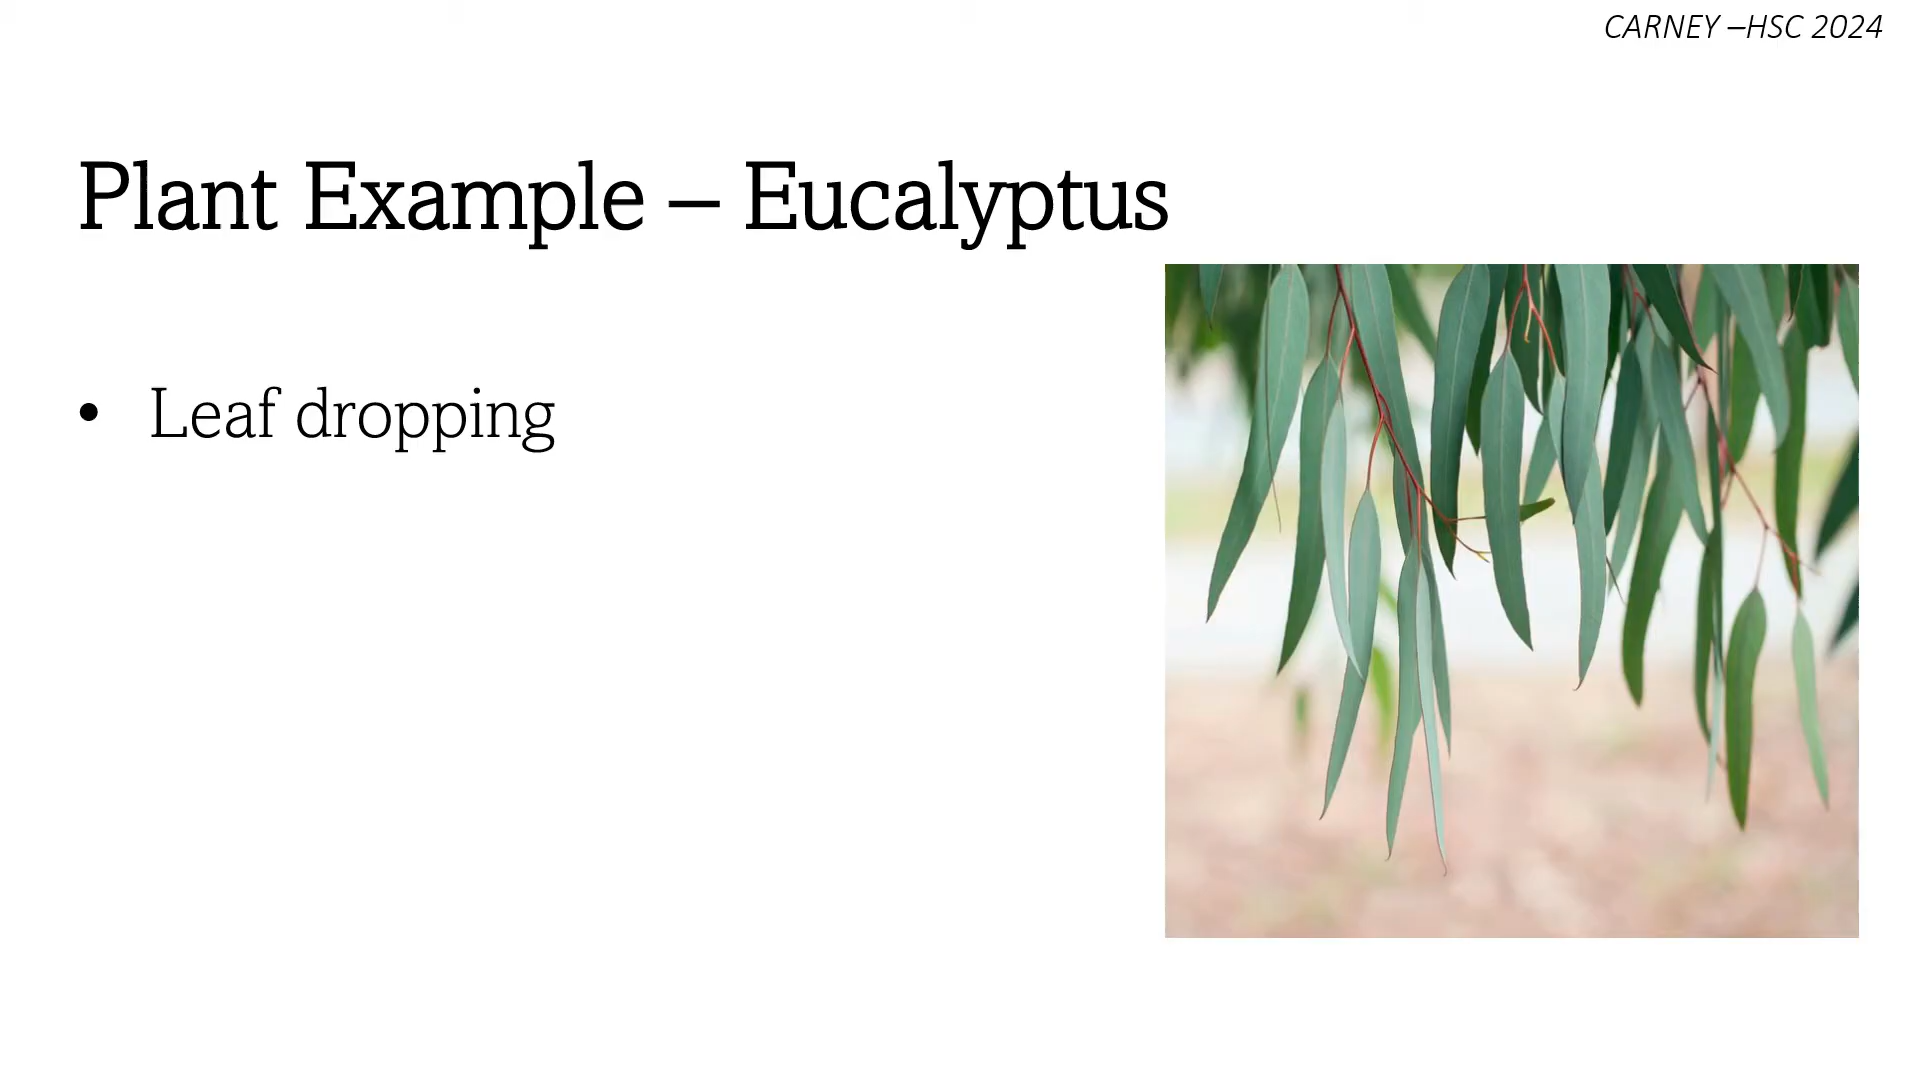 CARNEY –HSC 2024
Plant Example – Eucalyptus
• Leaf dropping